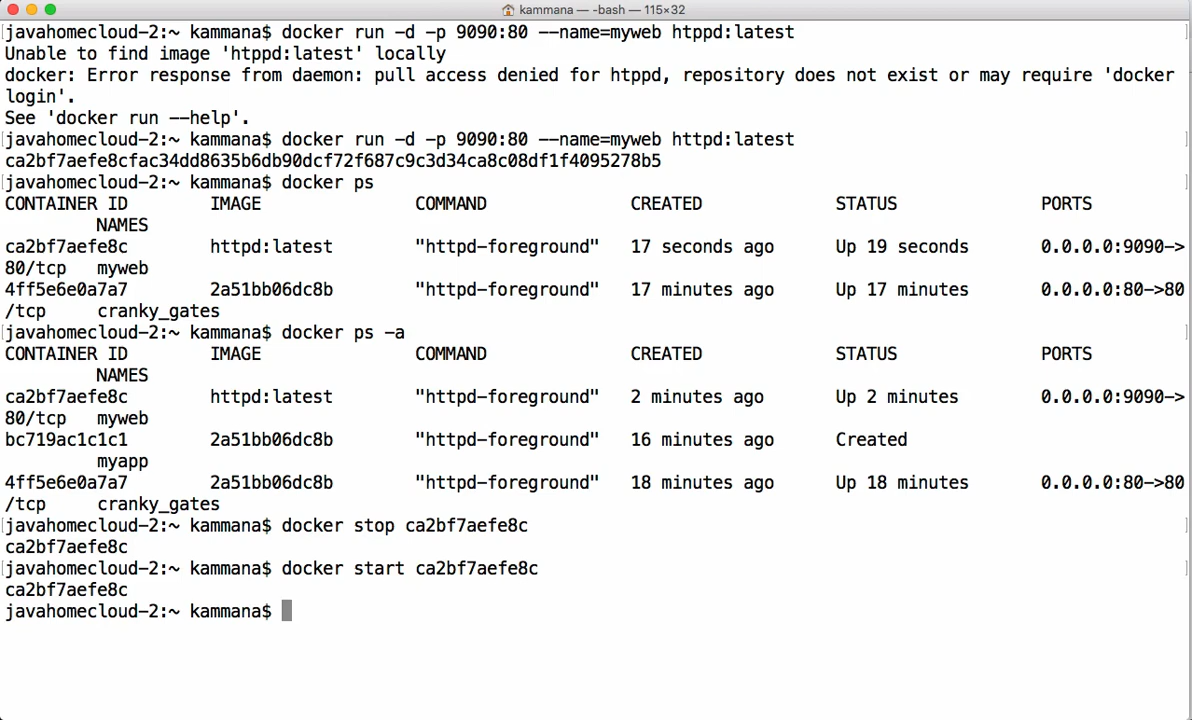 kammana — -bash — 115×32
javahomecloud-2:~ kammana$ docker run -d -p 9090:80 --name=myweb htppd:latest
Unable to find image 'htppd:latest' locally
docker: Error response from daemon: pull access denied for htppd, repository does not exist or may require 'docker
login'.
See 'docker run --help'.
javahomecloud-2:~ kammana$ docker run -d -p 9090:80 --name=myweb httpd:latest
ca2bf7aefe8cfac34dd8635b6db90dcf72f687c9c3d34ca8c08df1f4095278b5
javahomecloud-2:~ kammana$ docker ps
CONTAINER ID        IMAGE               COMMAND              CREATED             STATUS              PORTS
         NAMES
ca2bf7aefe8c        httpd:latest        "httpd-foreground"   17 seconds ago      Up 19 seconds       0.0.0.0:9090->
80/tcp   myweb
4ff5e6e0a7a7        2a51bb06dc8b        "httpd-foreground"   17 minutes ago      Up 17 minutes       0.0.0.0:80->80
/tcp     cranky_gates
javahomecloud-2:~ kammana$ docker ps -a
CONTAINER ID        IMAGE               COMMAND              CREATED             STATUS              PORTS
         NAMES
ca2bf7aefe8c        httpd:latest        "httpd-foreground"   2 minutes ago       Up 2 minutes        0.0.0.0:9090->
80/tcp   myweb
bc719ac1c1c1        2a51bb06dc8b        "httpd-foreground"   16 minutes ago      Created
         myapp
4ff5e6e0a7a7        2a51bb06dc8b        "httpd-foreground"   18 minutes ago      Up 18 minutes       0.0.0.0:80->80
/tcp     cranky_gates
javahomecloud-2:~ kammana$ docker stop ca2bf7aefe8c
ca2bf7aefe8c
javahomecloud-2:~ kammana$ docker start ca2bf7aefe8c
ca2bf7aefe8c
javahomecloud-2:~ kammana$